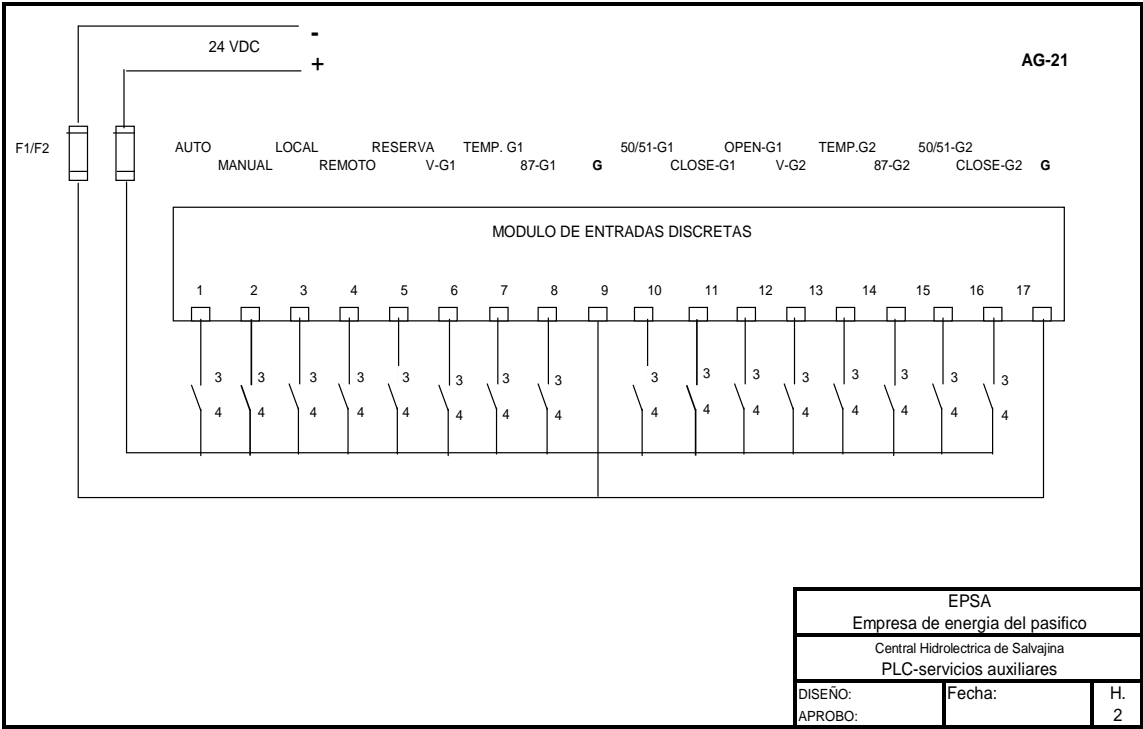 -
24 VDC
+
AG-21
F1/F2
AUTO LOCAL RESERVA TEMP. G1 50/51-G1 OPEN-G1 TEMP.G2 50/51-G2
MANUAL REMOTO V-G1 87-G1 G CLOSE-G1 V-G2 87-G2 CLOSE-G2 G
MODULO DE ENTRADAS DISCRETAS
1 2 3 4 5 6 7 8 9 10 11 12 13 14 15 16 17
3 3 3 3 3 3 3 3 3 3 3 3 3 3 3 3
4 4 4 4 4 4 4 4 4 4 4 4 4 4 4 4
EPSA
Empresa de energia del pasifico
Central Hidrolectrica de Salvajina
PLC-servicios auxiliares
DISEÑO: Fecha: H.
APROBO: 2